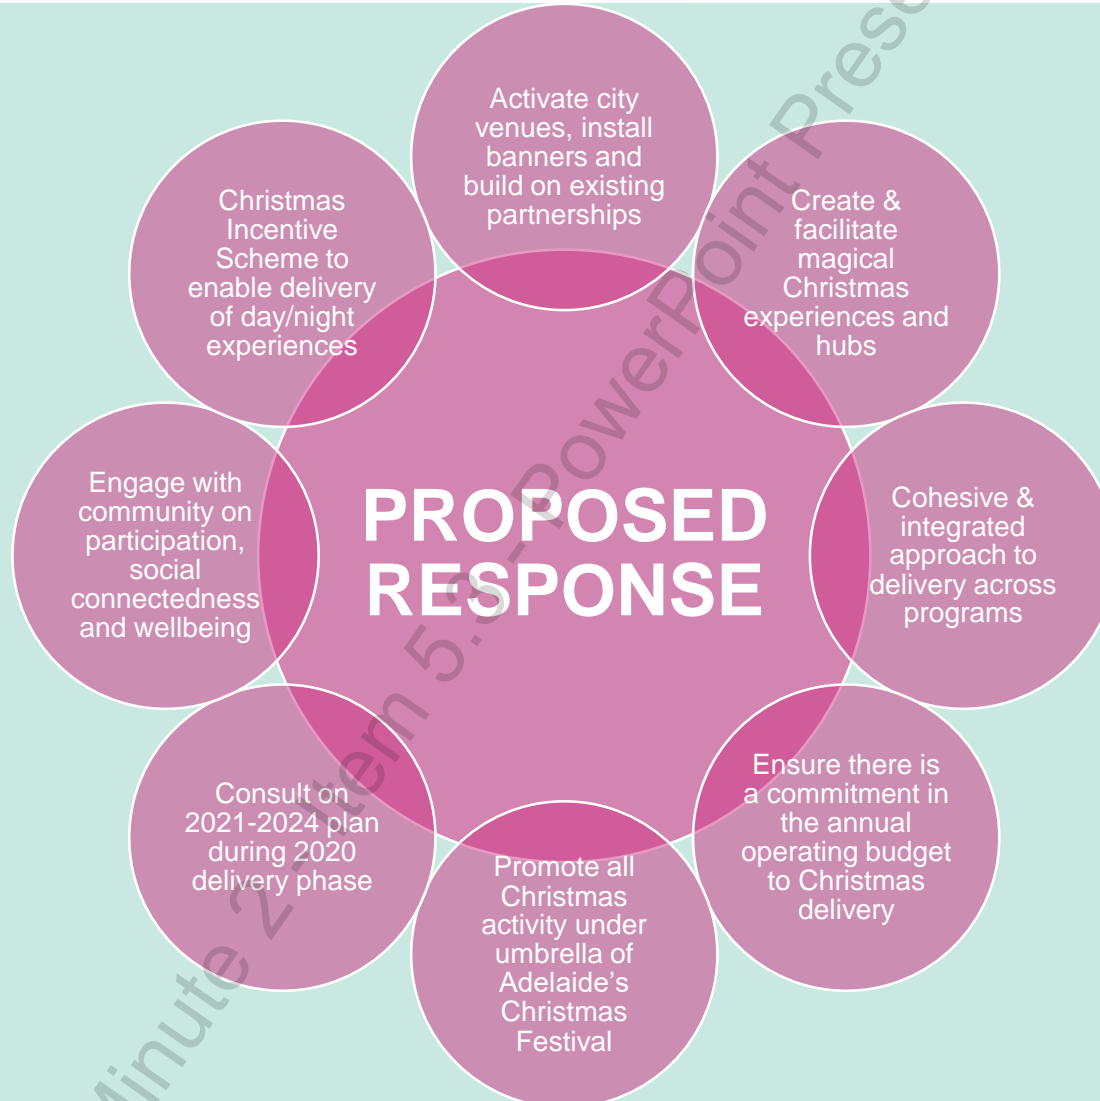 Activate city
venues, install
banners and
build on existing
partnerships
Create &
facilitate
magical
Christmas
experiences and
hubs
Cohesive &
integrated
approach to
delivery across
programs
Ensure there is
a commitment in
the annual
operating budget
to Christmas
delivery
Promote all
Christmas
activity under
umbrella of
Adelaide’s
Christmas
Festival
Consult on
2021-2024 plan
during 2020
delivery phase
Engage with
community on
participation,
social
connectedness
and wellbeing
Christmas
Incentive
Scheme to
enable delivery
of day/night
experiences
PROPOSED
RESPONSE
Minute 2 - Item 5.3 - PowerPoint